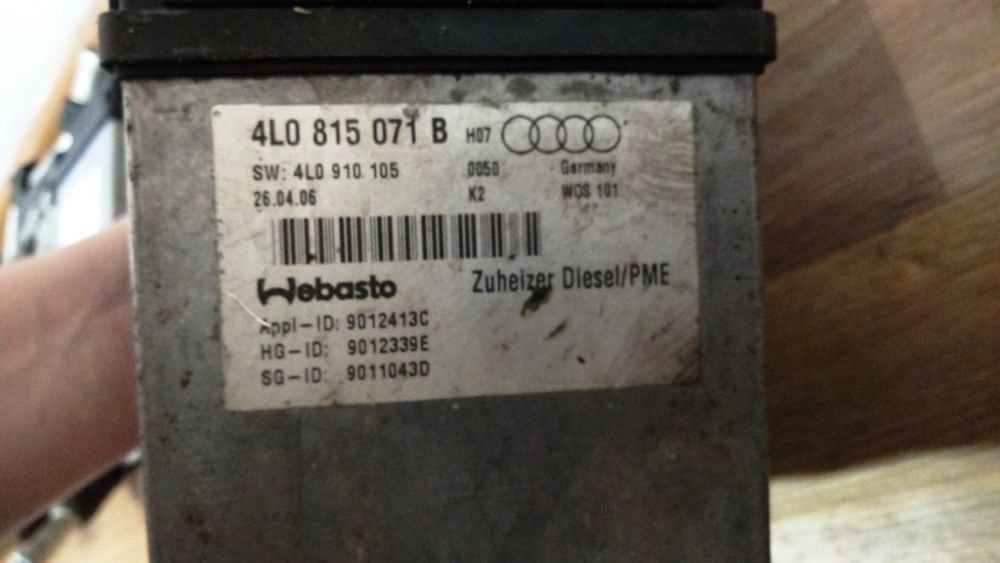 4L0 815 071 B H07
SW: 4L0 910 105 0050 Germany
26.04.06 K2 WOS 101
Webasto Zuheizer Diesel/PME
Appl-ID: 9012413C
HG-ID: 9012339E
SG-ID: 9011043D